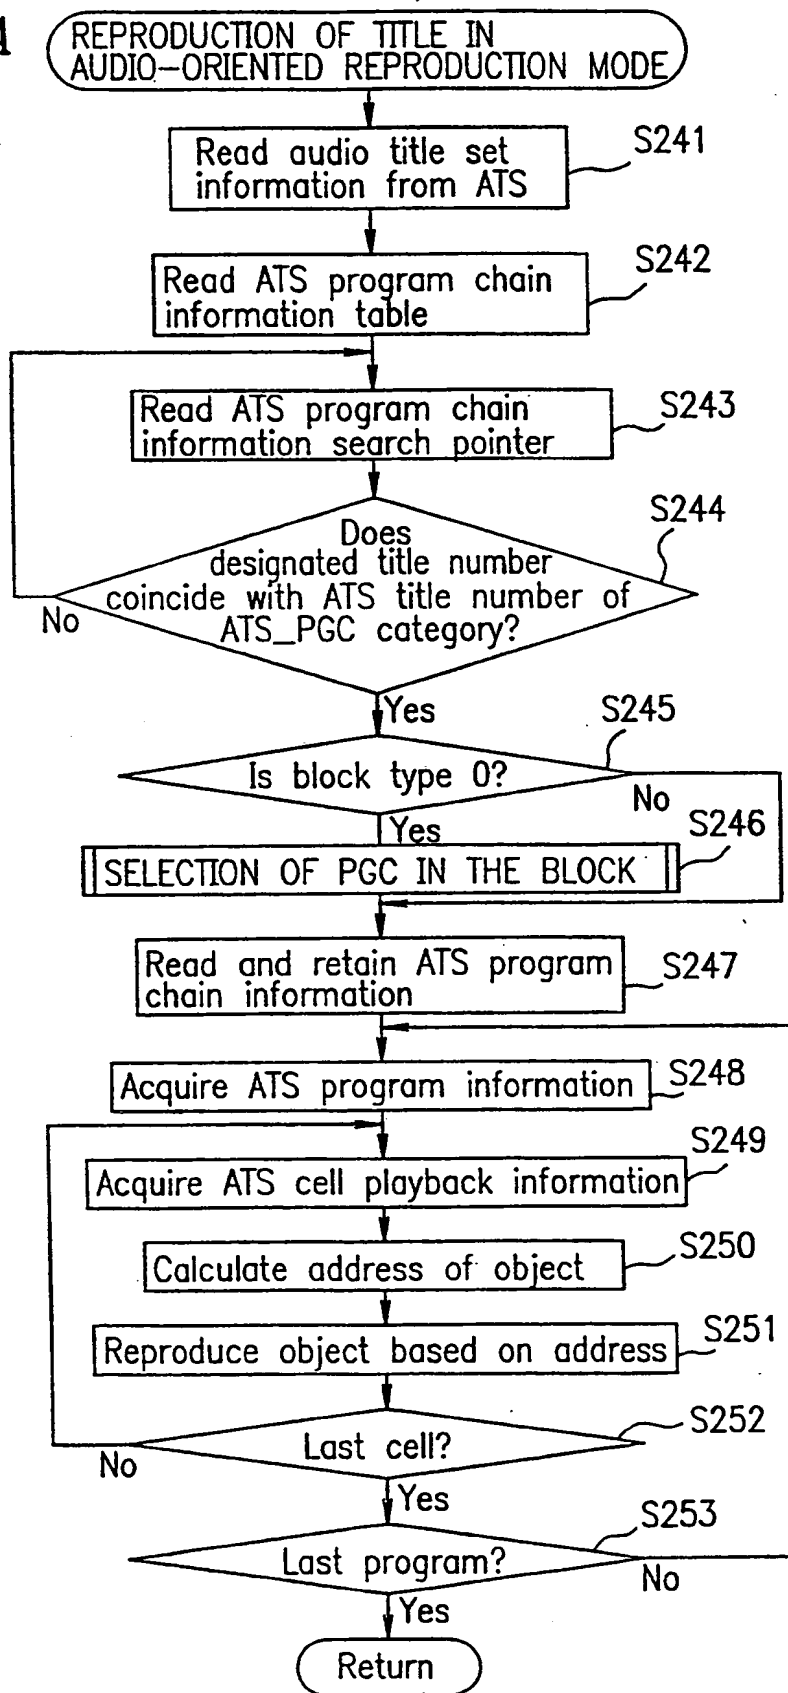 REPRODUCTION OF TITLE IN
AUDIO-ORIENTED REPRODUCTION MODE
Read audio title set
information from ATS
S241
Read ATS program chain
information table
S242
Read ATS program chain
information search pointer
S243
Does
designated title number
coincide with ATS title number of
ATS_PGC category?
S244
No
Yes
Is block type 0?
S245
No
Yes
SELECTION OF PGC IN THE BLOCK
S246
Read and retain ATS program
chain information
S247
Acquire ATS program information
S248
Acquire ATS cell playback information
S249
Calculate address of object
S250
Reproduce object based on address
S251
Last cell?
S252
No
Yes
Last program?
S253
No
Yes
Return